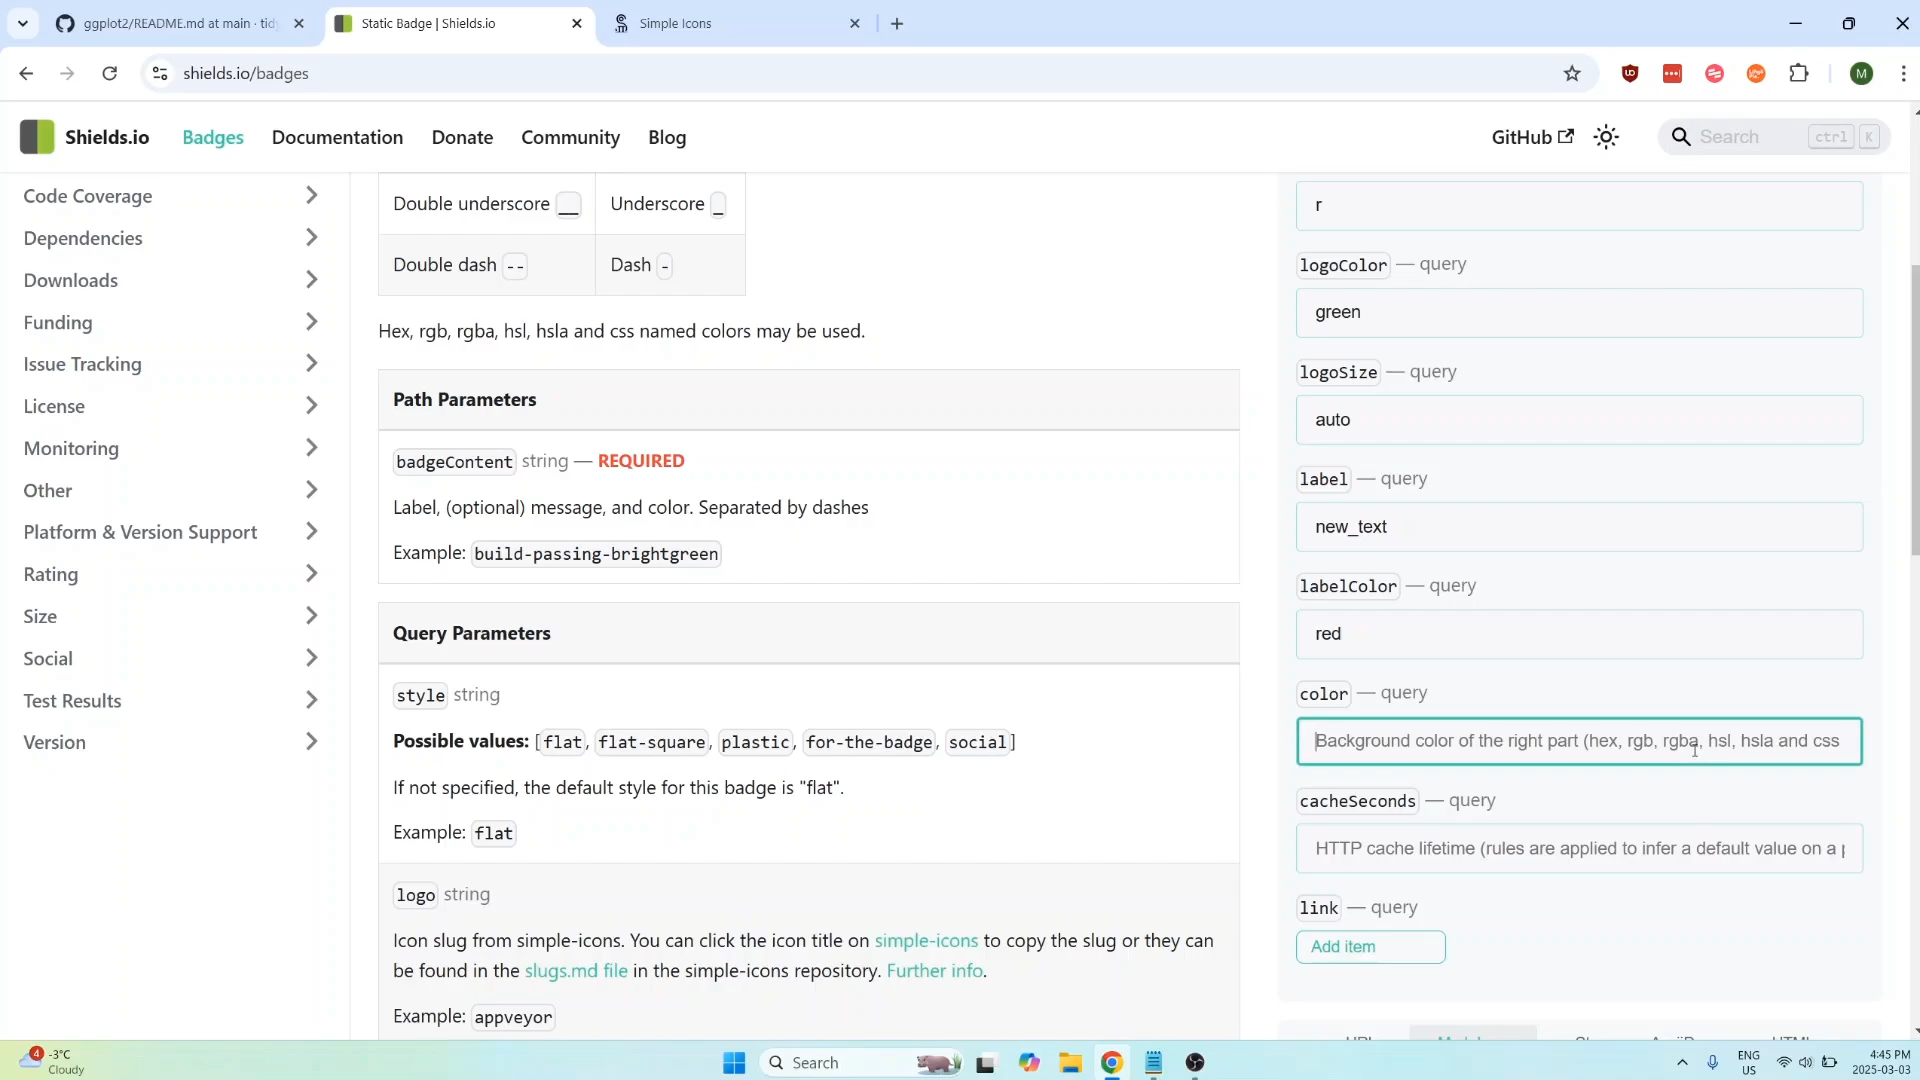 ggplot2/README.md at main · tidy
Static Badge | Shields.io
Simple Icons
shields.io/badges
M
Shields.io
Badges
Documentation
Donate
Community
Blog
GitHub
Search
ctrl
K
Code Coverage
Dependencies
Downloads
Funding
Issue Tracking
License
Monitoring
Other
Platform & Version Support
Rating
Size
Social
Test Results
Version
Double underscore __
Underscore _
Double dash --
Dash -
Hex, rgb, rgba, hsl, hsla and css named colors may be used.
Path Parameters
badgeContent string — REQUIRED
Label, (optional) message, and color. Separated by dashes
Example: build-passing-brightgreen
Query Parameters
style string
Possible values: [flat, flat-square, plastic, for-the-badge, social]
If not specified, the default style for this badge is "flat".
Example: flat
logo string
Icon slug from simple-icons. You can click the icon title on simple-icons to copy the slug or they can
be found in the slugs.md file in the simple-icons repository. Further info.
Example: appveyor
r
logoColor — query
green
logoSize — query
auto
label — query
new_text
labelColor — query
red
color — query
Background color of the right part (hex, rgb, rgba, hsl, hsla and css
cacheSeconds — query
HTTP cache lifetime (rules are applied to infer a default value on a p
link — query
Add item
4
-3°C
Cloudy
Search
ENG
US
4:45 PM
2025-03-03